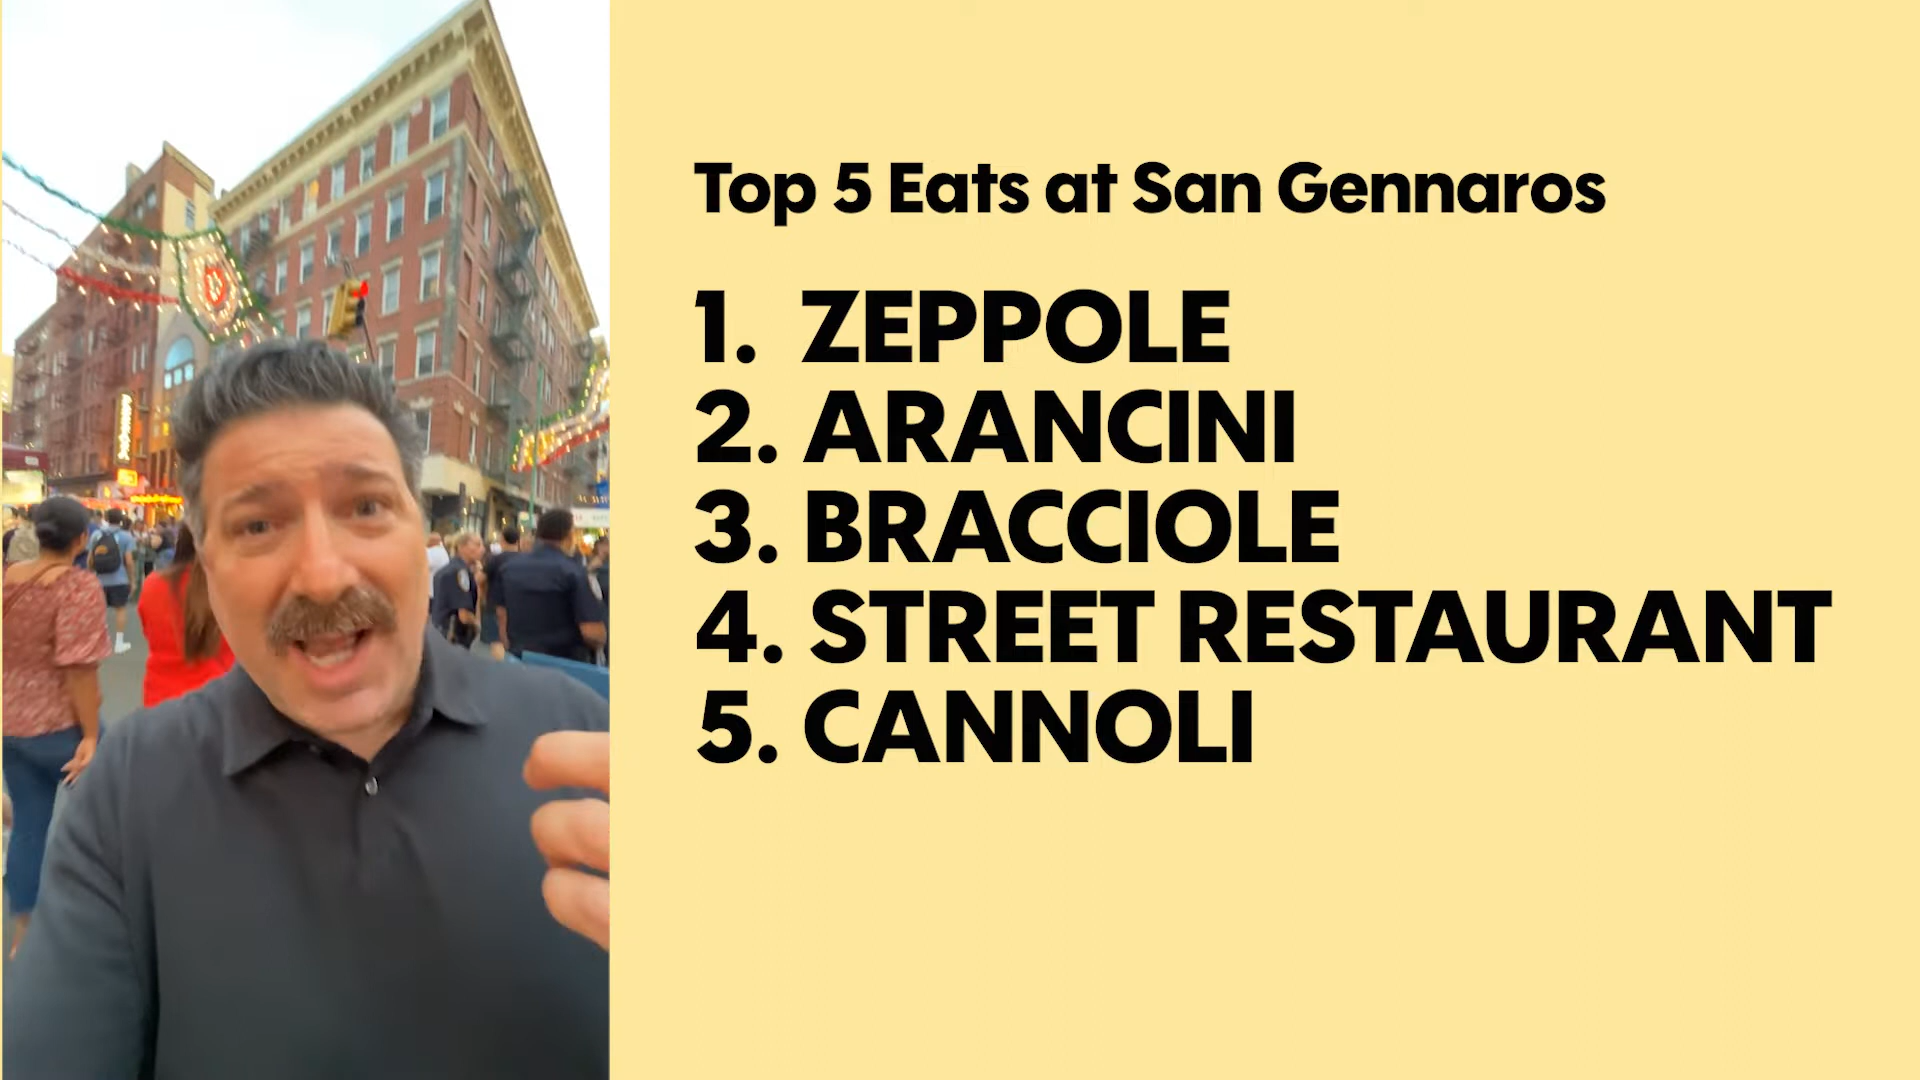 Top 5 Eats at San Gennaros
1. ZEPPOLE
2. ARANCINI
3. BRACCIOLE
4. STREET RESTAURANT
5. CANNOLI